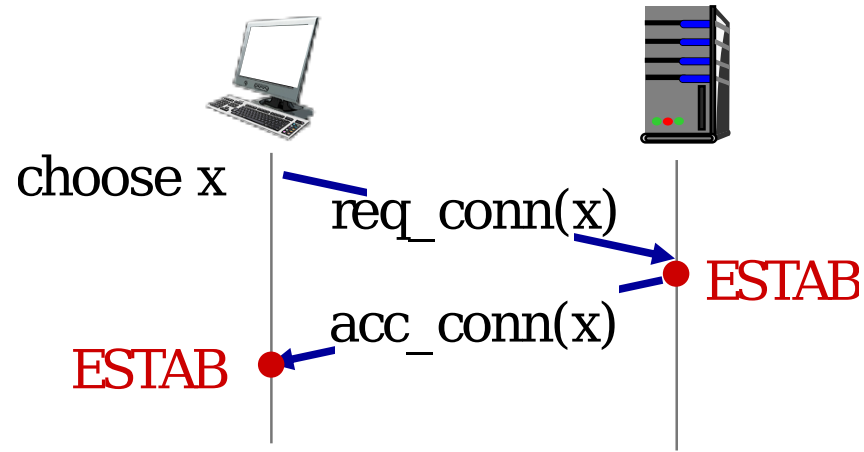 choose x
req_conn(x)
ESTAB
acc_conn(x)
ESTAB